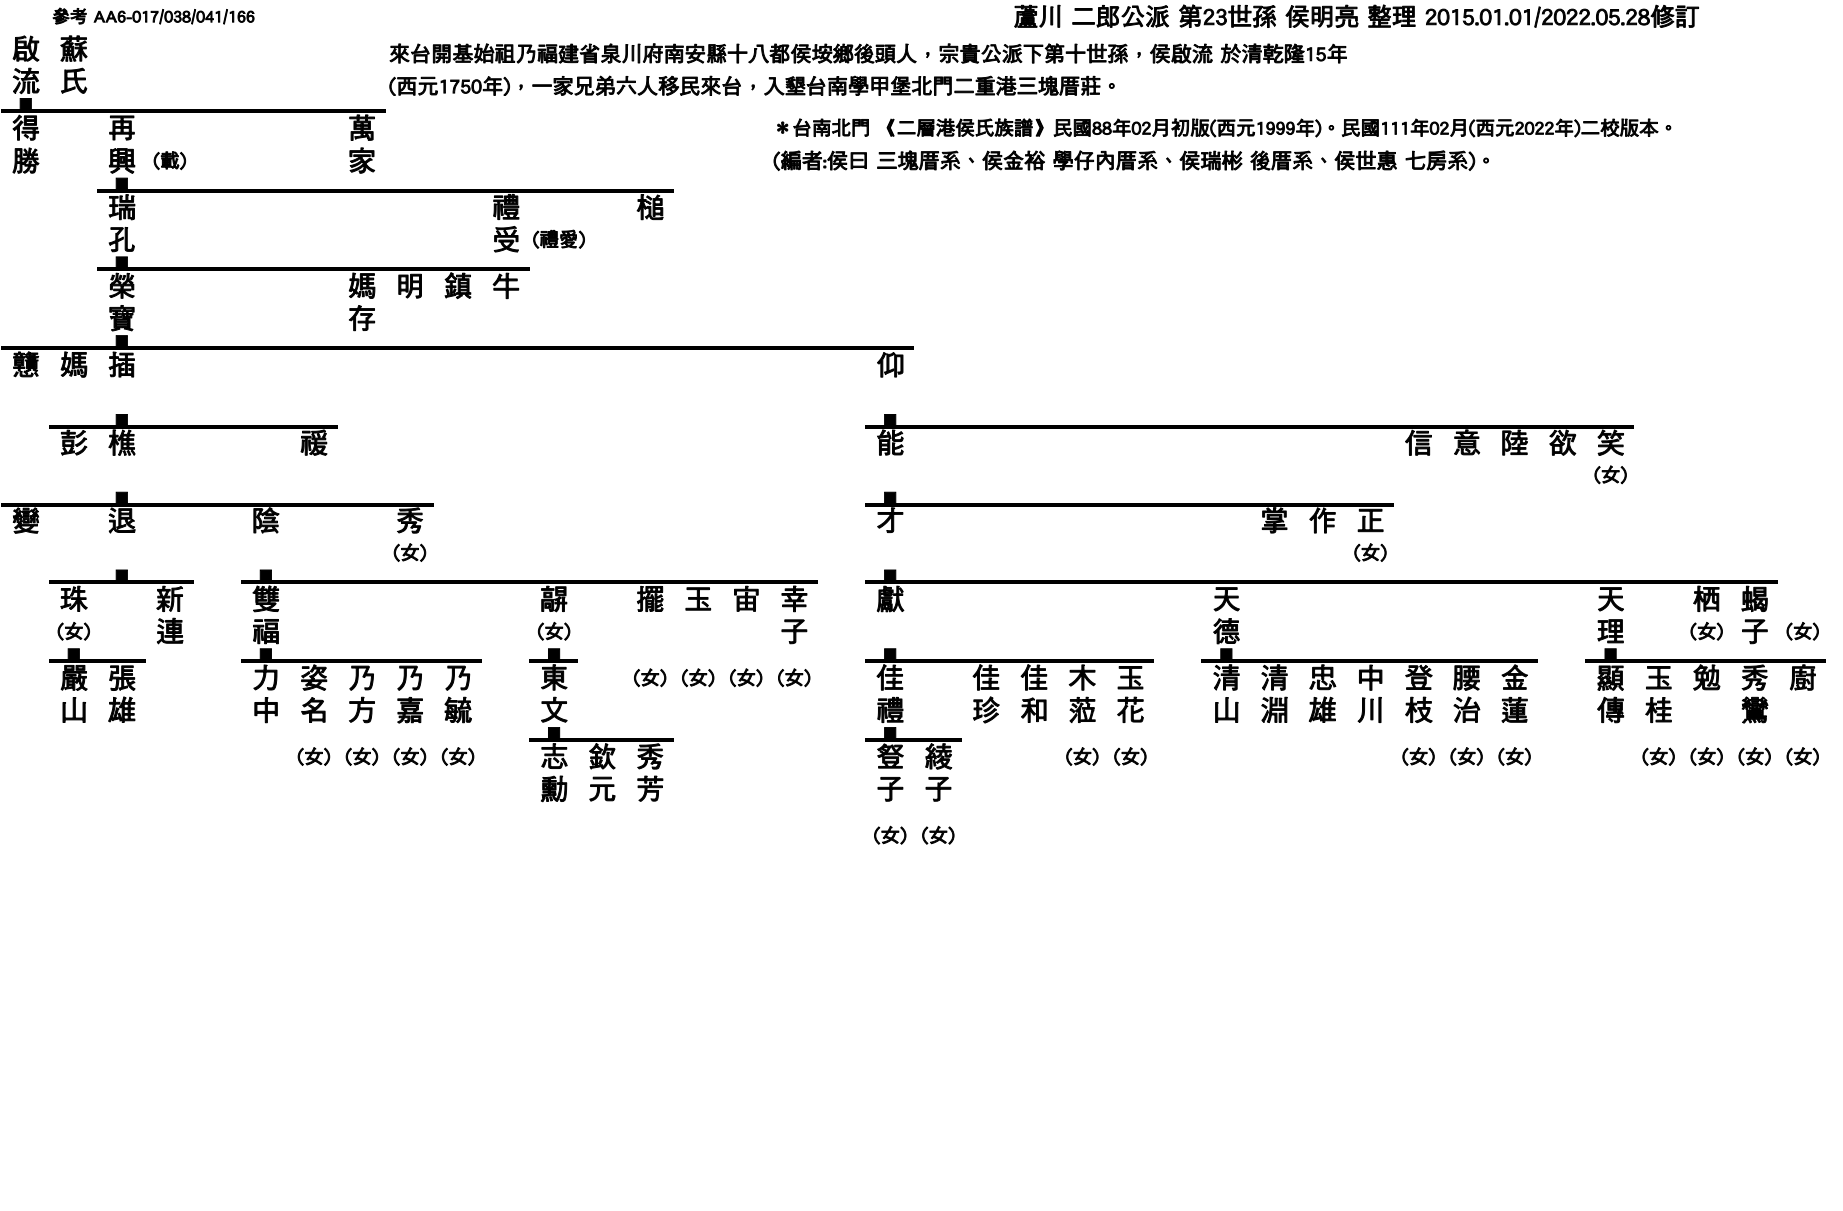 參考 AA6-017/038/041/166
蘆川 二郎公派 第23世孫 侯明亮 整理 2015.01.01/2022.05.28修訂
啟流 蘇氏
來台開基始祖乃福建省泉川府南安縣十八都侯垵鄉後頭人，宗貴公派下第十世孫，侯啟流 於清乾隆15年
(西元1750年)，一家兄弟六人移民來台，入墾台南學甲堡北門二重港三塊厝莊。
＊台南北門 《二層港侯氏族譜》民國88年02月初版(西元1999年)。民國111年02月(西元2022年)二校版本。
(編者:侯曰 三塊厝系、侯金裕 學仔內厝系、侯瑞彬 後厝系、侯世惠 七房系)。
得勝 再興 (載) 萬家
瑞孔 禮受 (禮愛) 槌
榮寶 媽存 明 鎮 牛
戇 媽 插 仰
彭 樵 禐 能 信 意 陸 欲 笑
(女)
變 退 陰 秀 才 掌 作 正
(女) (女)
珠 新連 雙福 翮 擺 玉 宙 幸子 獻 天德 天理 栖 蝎子
(女) (女) (女) (女)
嚴山 張雄 力中 姿名 乃方 乃嘉 乃毓 東文 (女) (女) (女) (女) 佳禮 佳珍 佳和 木蒞 玉花 清山 清淵 忠雄 中川 登枝 腰治 金蓮 顯傳 玉桂 勉 秀鸞 廚
(女) (女) (女) (女) 志勳 欽元 秀芳 登子 綾子 (女) (女) (女) (女) (女) (女) (女) (女) (女)
(女) (女)